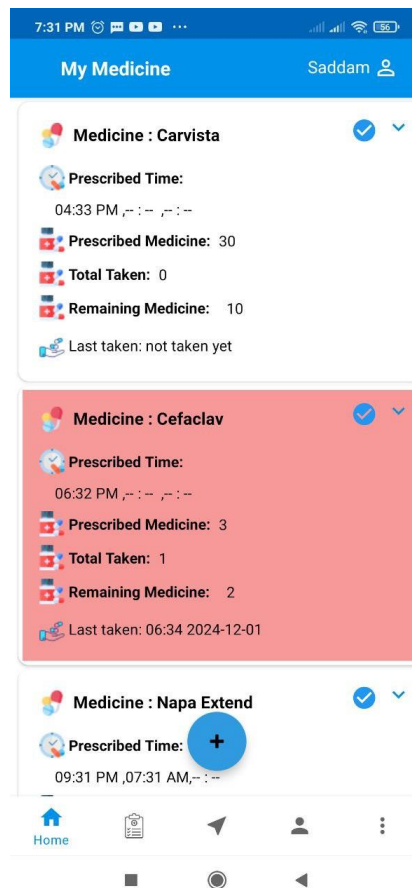 7:31 PM
56
My Medicine
Saddam
Medicine : Carvista
Prescribed Time:
04:33 PM ,-- : -- ,-- : --
Prescribed Medicine: 30
Total Taken: 0
Remaining Medicine: 10
Last taken: not taken yet
Medicine : Cefaclav
Prescribed Time:
06:32 PM ,-- : -- ,-- : --
Prescribed Medicine: 3
Total Taken: 1
Remaining Medicine: 2
Last taken: 06:34 2024-12-01
Medicine : Napa Extend
Prescribed Time:
09:31 PM ,07:31 AM,-- : --
Home